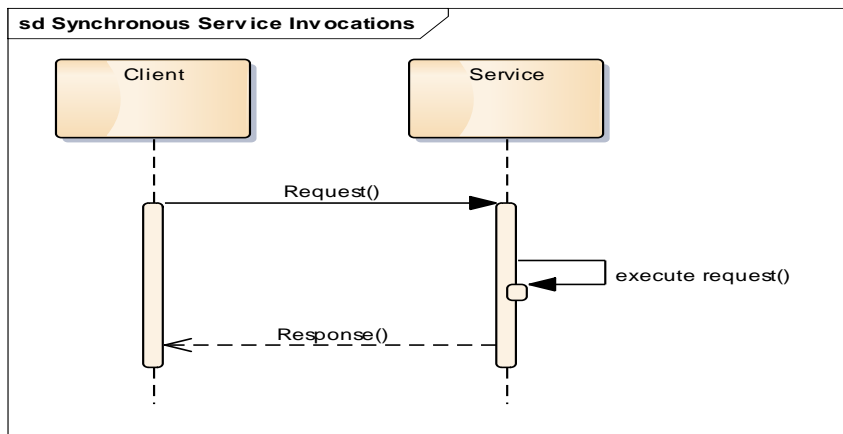 sd Synchronous Service Invocations
Client
Service
Request()
execute request()
Response()